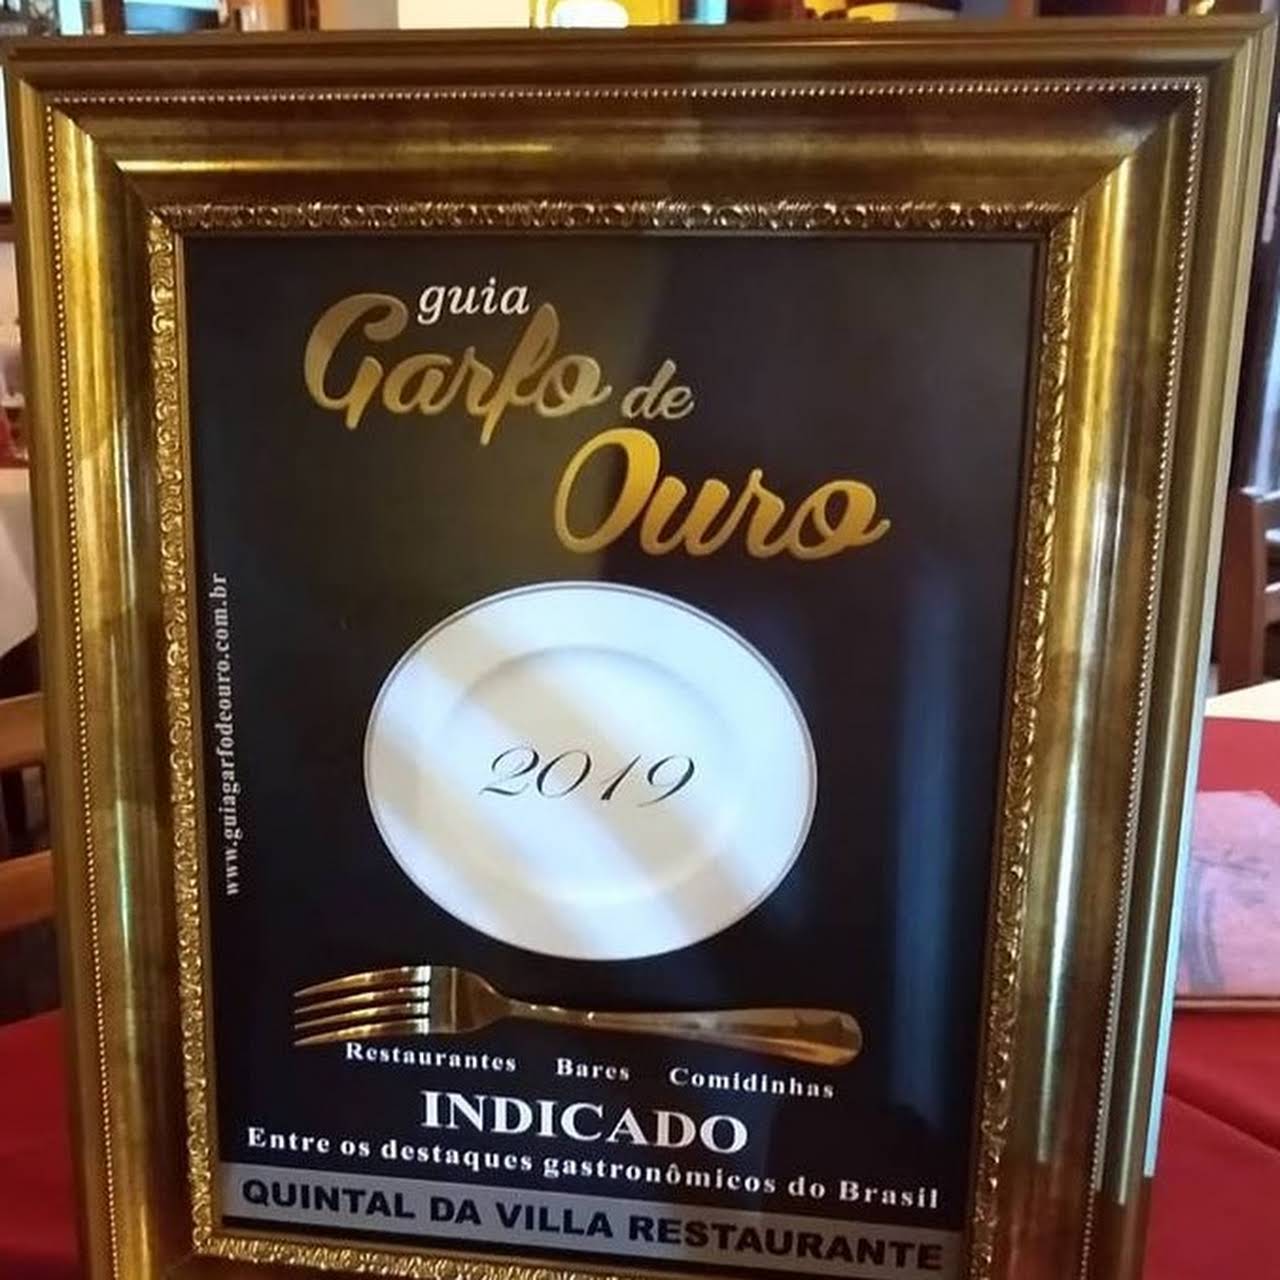 guia
Garfo de
Ouro
www.guiagarfodeouro.com.br
2019
Restaurantes Bares Comidinhas
INDICADO
Entre os destaques gastronômicos do Brasil
QUINTAL DA VILLA RESTAURANTE